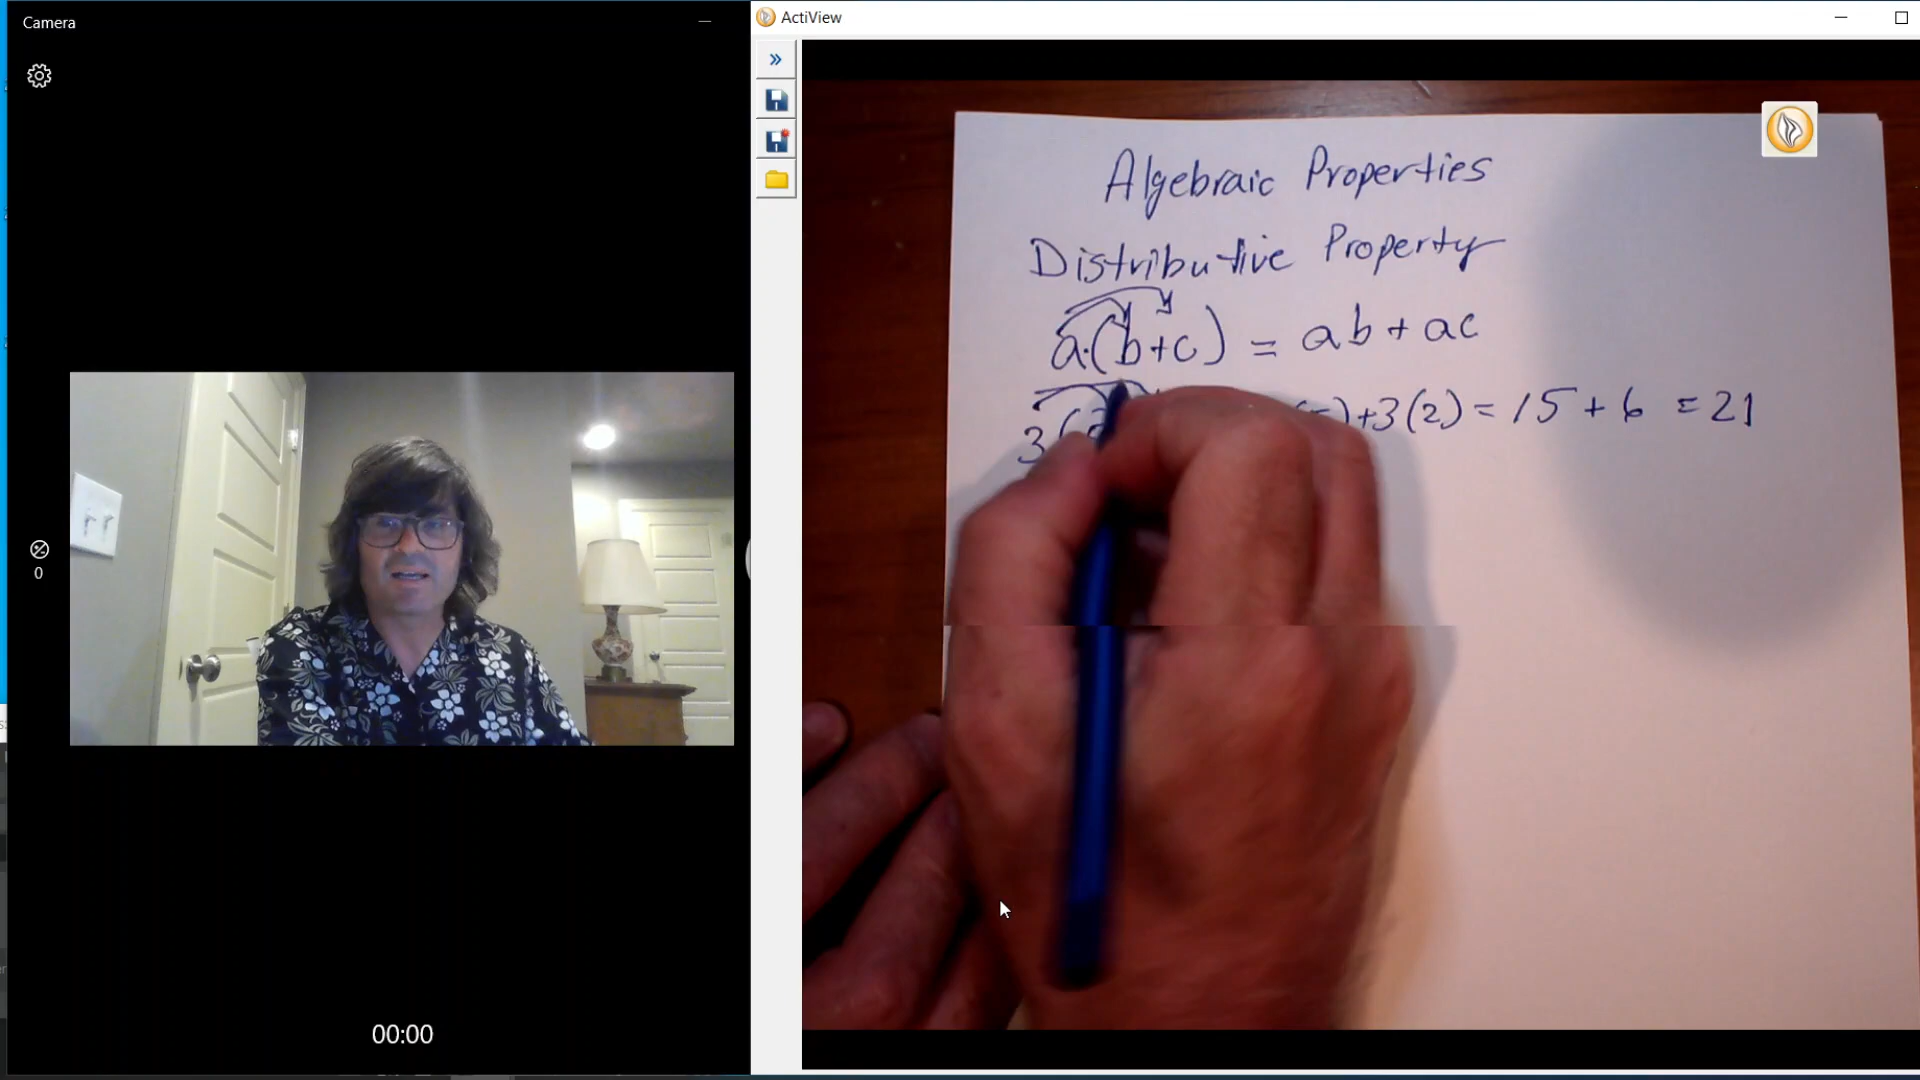 Camera
ActiView
»
Algebraic Properties
Distributive Property
a·(b+c) = ab + ac
3( )+3(2) = 15 + 6 = 21
0
00:00